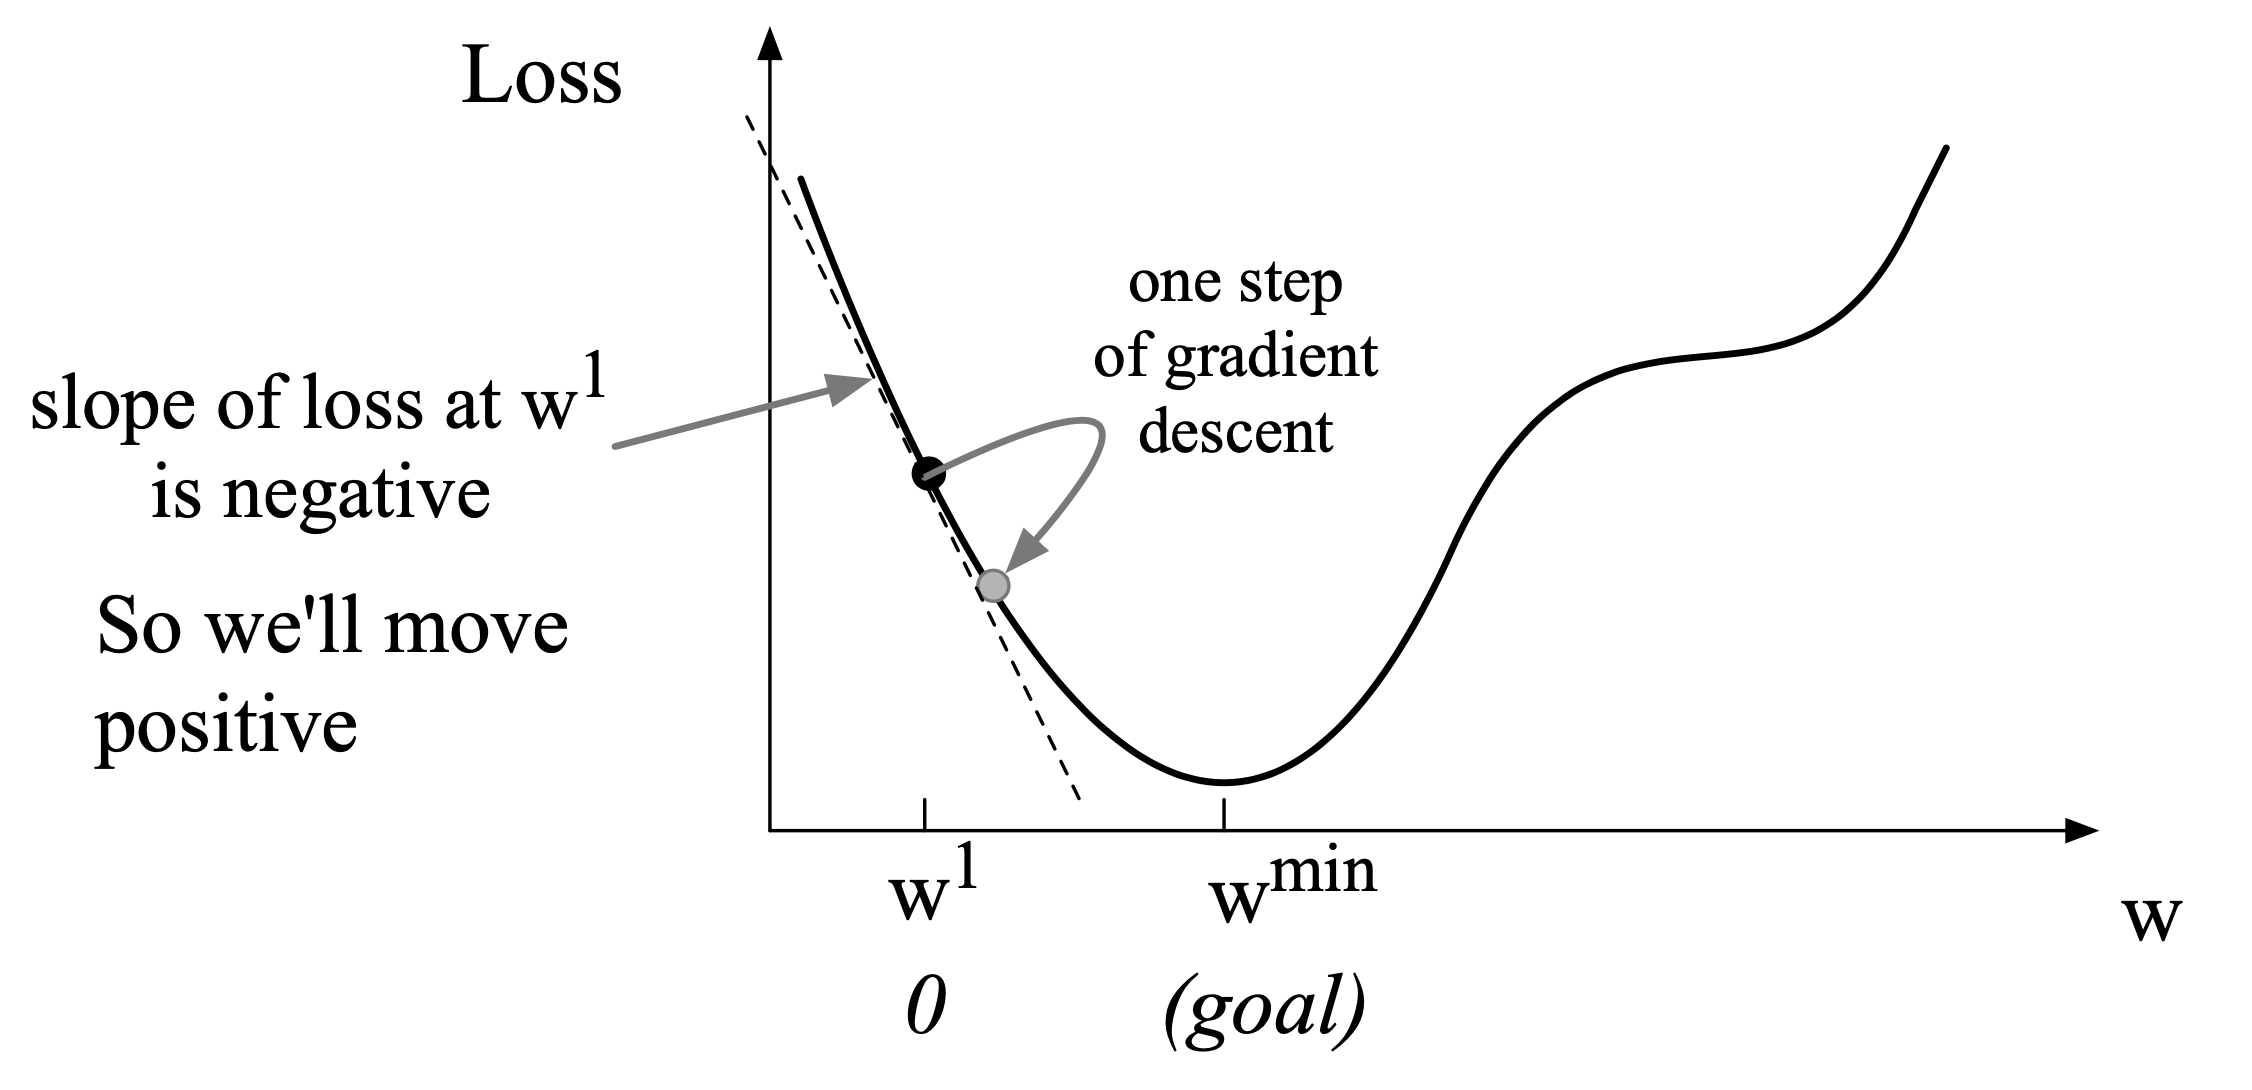 Loss
one step
of gradient
descent
slope of loss at w¹
is negative
So we'll move
positive
w¹
wᵐⁱⁿ
w
0
(goal)